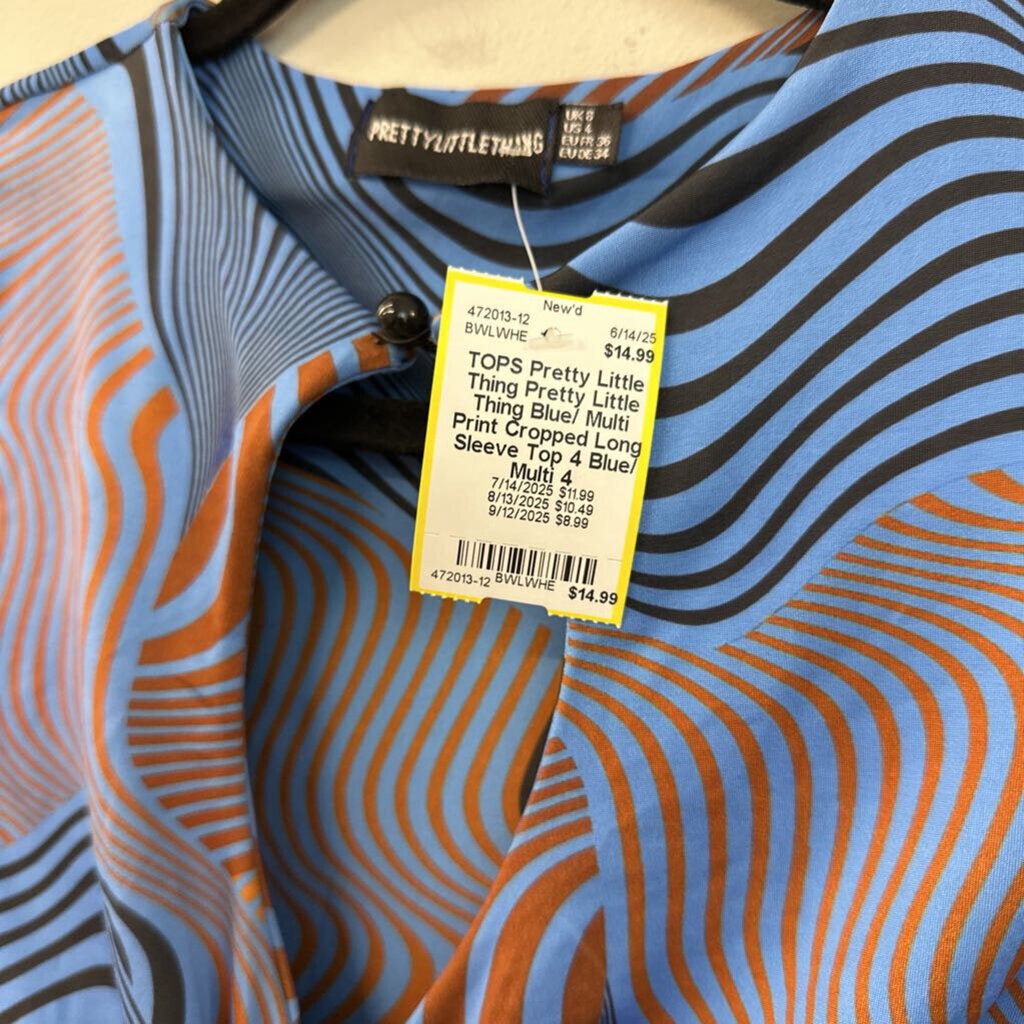 PRETTYLITTLETHING
UK 8
US 4
EU FR 36
EU DE 34
New'd
472013-12
6/14/25
BWLWHE
$14.99
TOPS Pretty Little
Thing Pretty Little
Thing Blue/ Multi
Print Cropped Long
Sleeve Top 4 Blue/
Multi 4
7/14/2025 $11.99
8/13/2025 $10.49
9/12/2025 $8.99
472013-12 BWLWHE $14.99